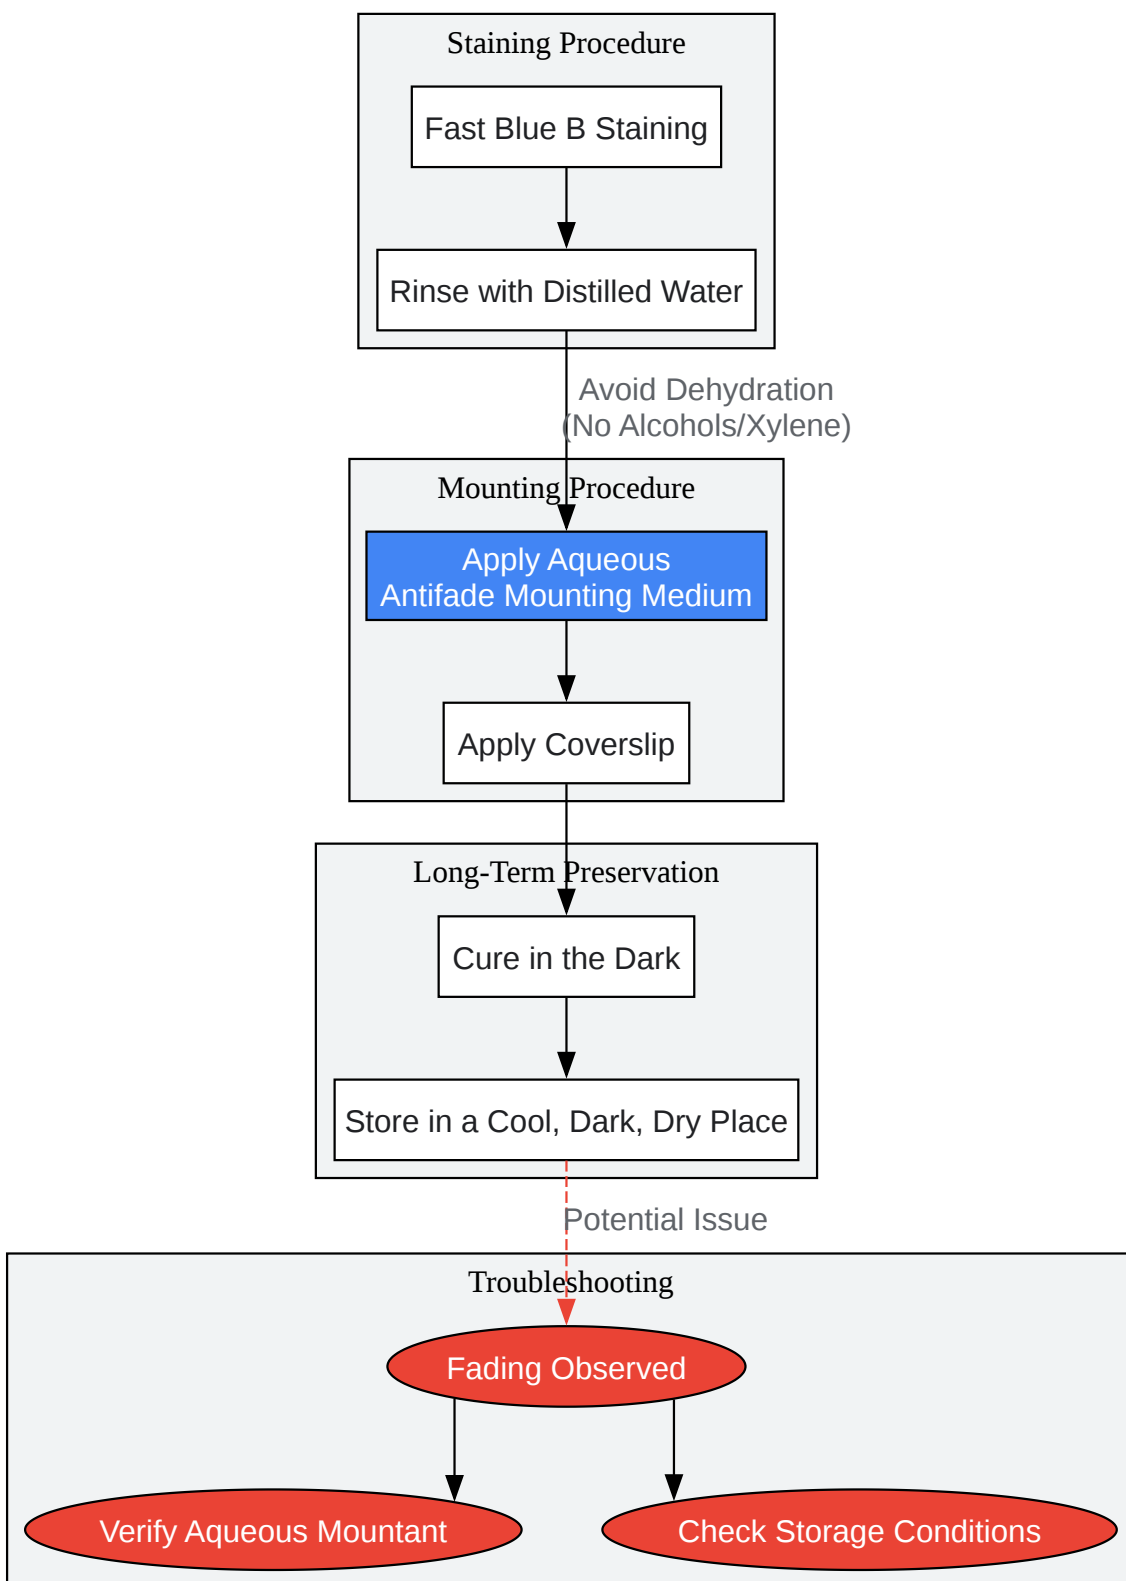 Staining Procedure
Fast Blue B Staining
Rinse with Distilled Water
Avoid Dehydration
(No Alcohols/Xylene)
Mounting Procedure
Apply Aqueous
Antifade Mounting Medium
Apply Coverslip
Long-Term Preservation
Cure in the Dark
Store in a Cool, Dark, Dry Place
Potential Issue
Troubleshooting
Fading Observed
Verify Aqueous Mountant
Check Storage Conditions